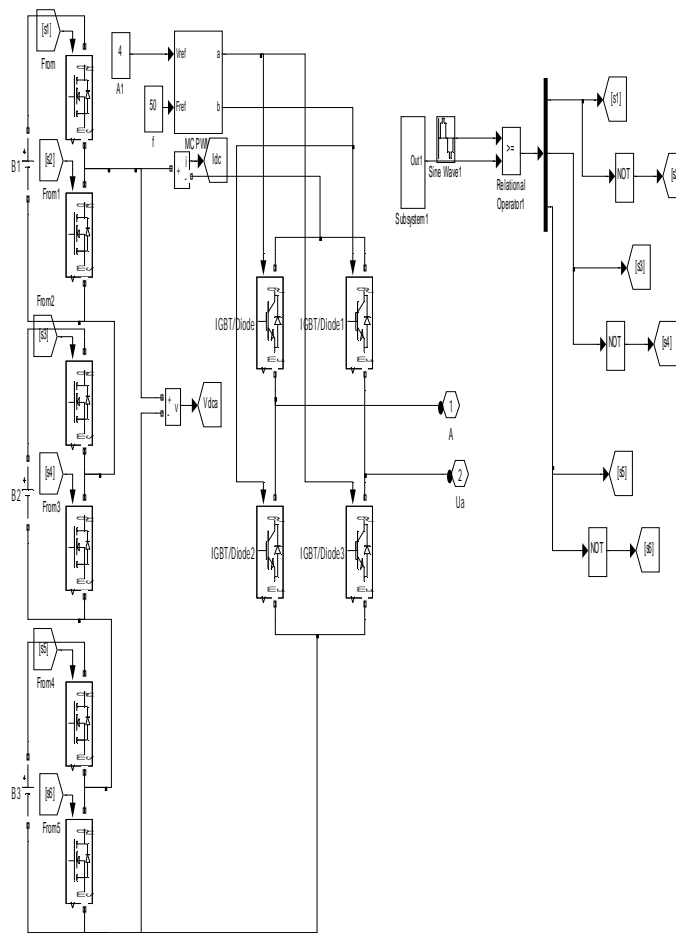 [s1]
From
B1
[s2]
From1
From2
[s3]
B2
[s4]
From3
[s5]
From4
B3
[s6]
From5
4
A1
50
f
Vref
Fref
a
b
MC PWM
+
-
i
Idc
+
-
v
Vdca
IGBT/Diode
IGBT/Diode1
IGBT/Diode2
IGBT/Diode3
1
A
2
Ua
Out1
Subsystem1
Sine Wave1
>=
Relational
Operator1
[s1]
NOT
[s3]
NOT
[s4]
[s5]
NOT
[s6]